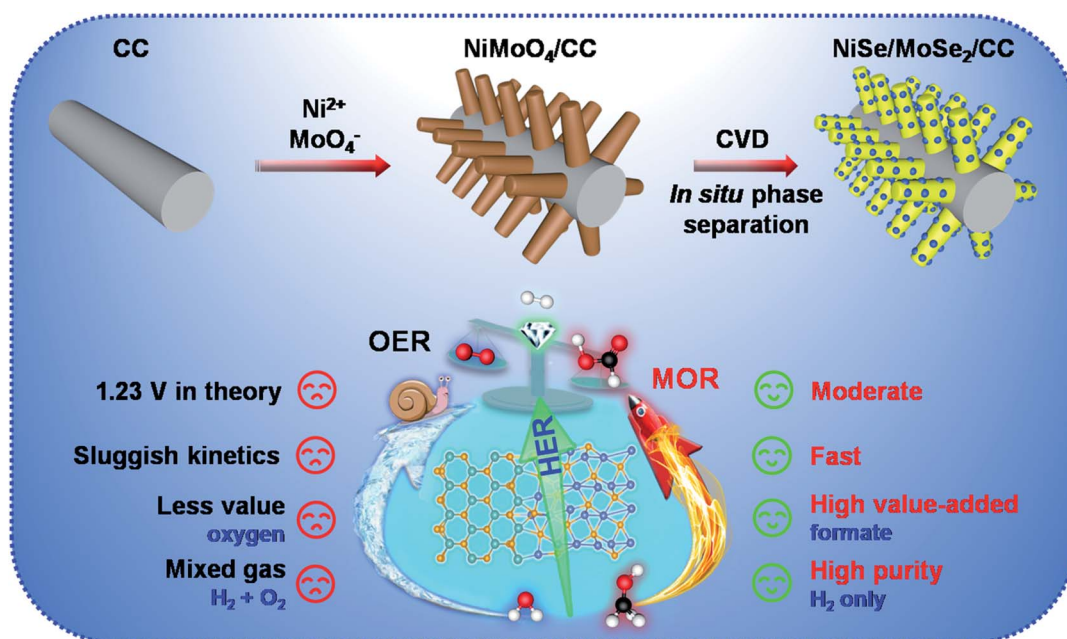 CC
NiMoO₄/CC
NiSe/MoSe₂/CC
Ni²⁺
MoO₄⁻
CVD
In situ phase
separation
OER
MOR
HER
1.23 V in theory
Moderate
Sluggish kinetics
Fast
Less value
oxygen
High value-added
formate
Mixed gas
H₂ + O₂
High purity
H₂ only